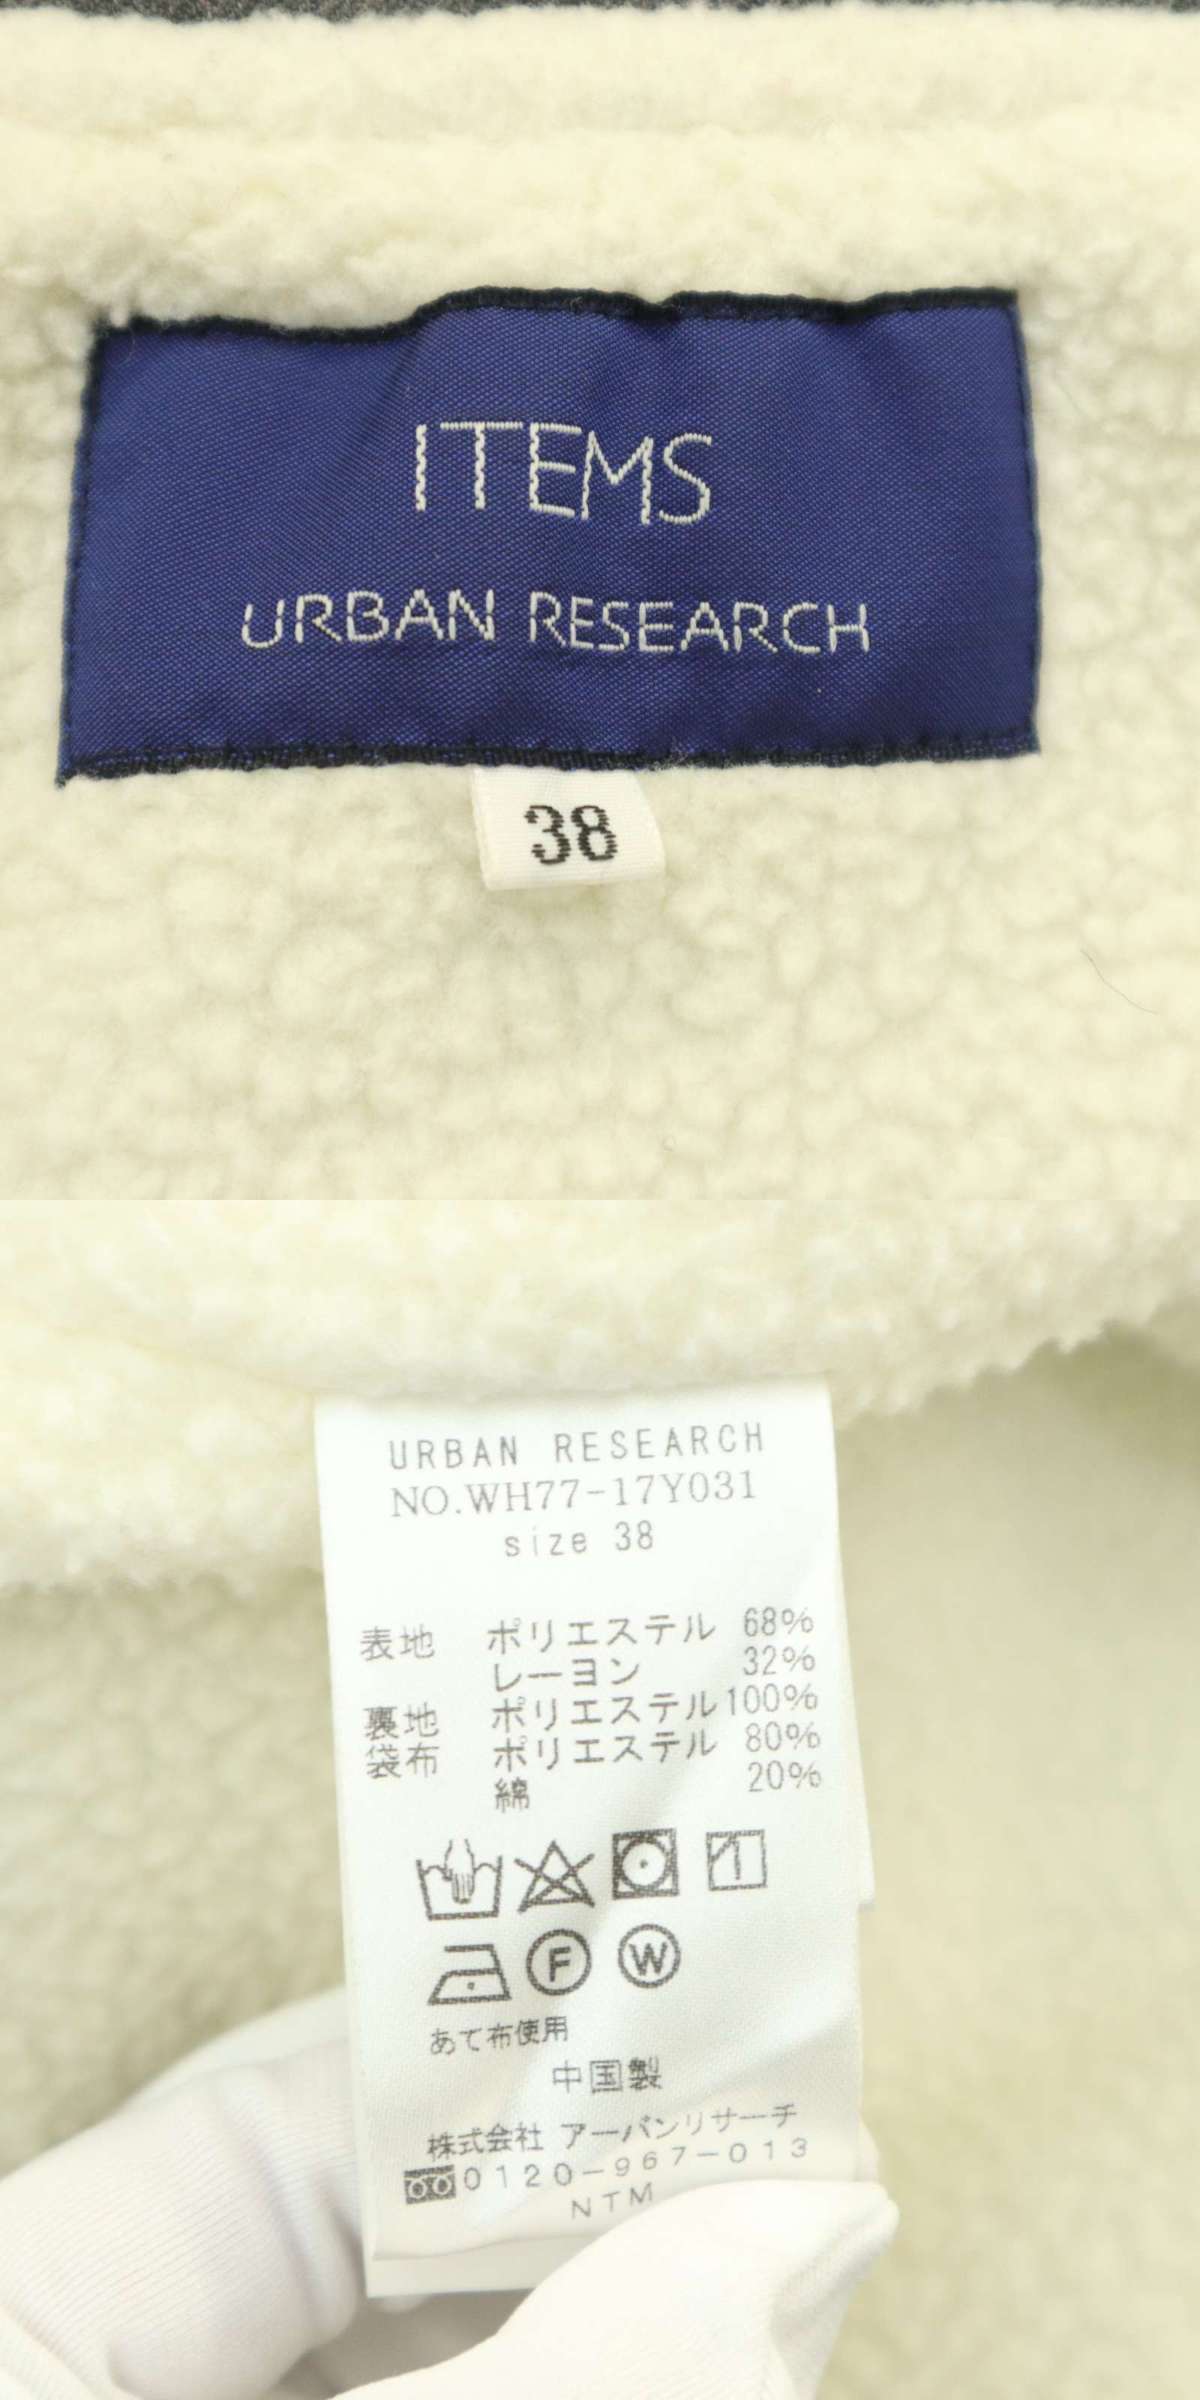 ITEMS
URBAN RESEARCH
38
URBAN RESEARCH
NO.WH77-17Y031
size 38
表地 ポリエステル 68%
レーヨン 32%
裏地 ポリエステル100%
袋布 ポリエステル 80%
綿 20%
F W
あて布使用
中国製
株式会社 アーバンリサーチ
0120-967-013
NTM